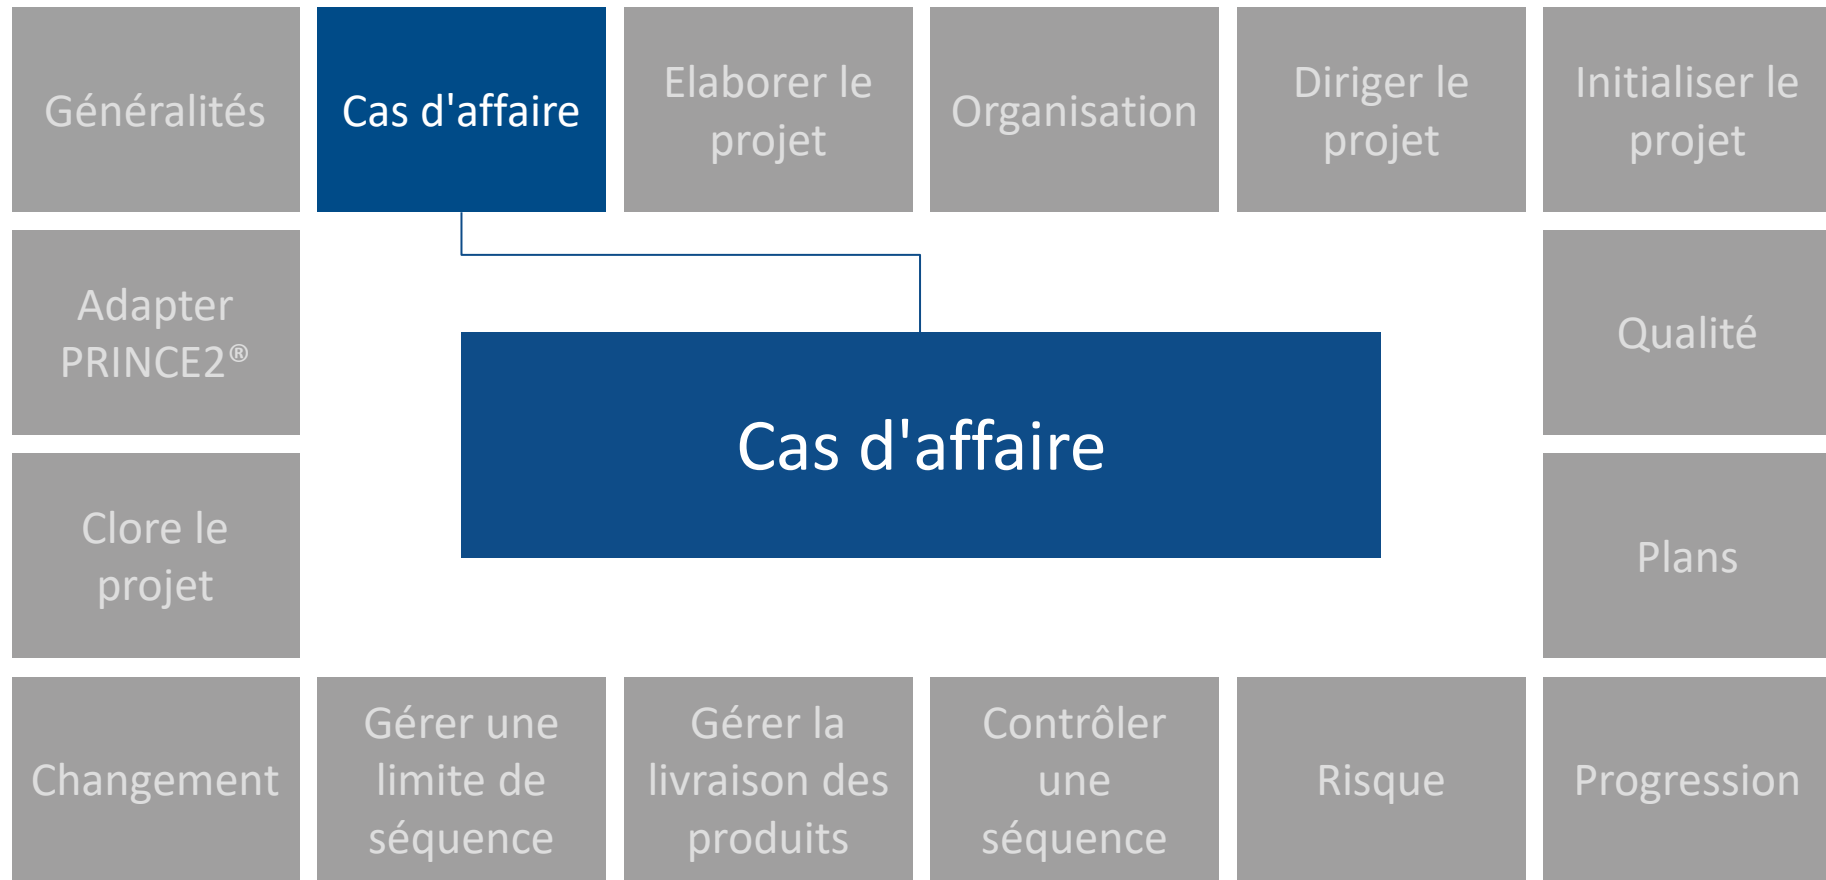 Généralités
Cas d'affaire
Elaborer le
projet
Organisation
Diriger le
projet
Initialiser le
projet
Adapter
PRINCE2®
Qualité
Cas d'affaire
Clore le
projet
Plans
Changement
Gérer une
limite de
séquence
Gérer la
livraison des
produits
Contrôler
une
séquence
Risque
Progression